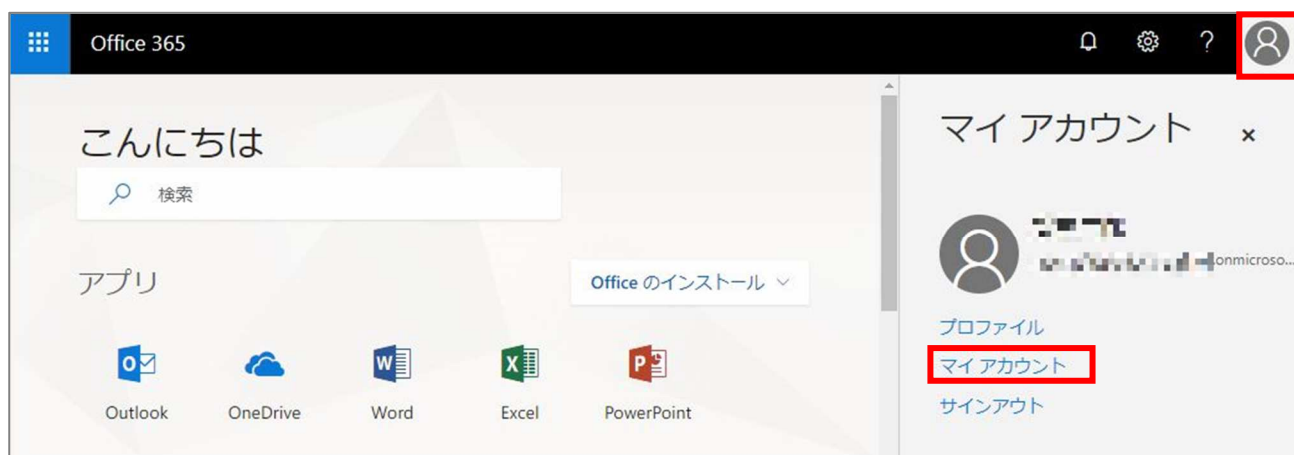 Office 365
?
こんにちは
検索
アプリ
Office のインストール
Outlook
OneDrive
Word
Excel
PowerPoint
マイ アカウント
.onmicroso...
プロファイル
マイ アカウント
サインアウト